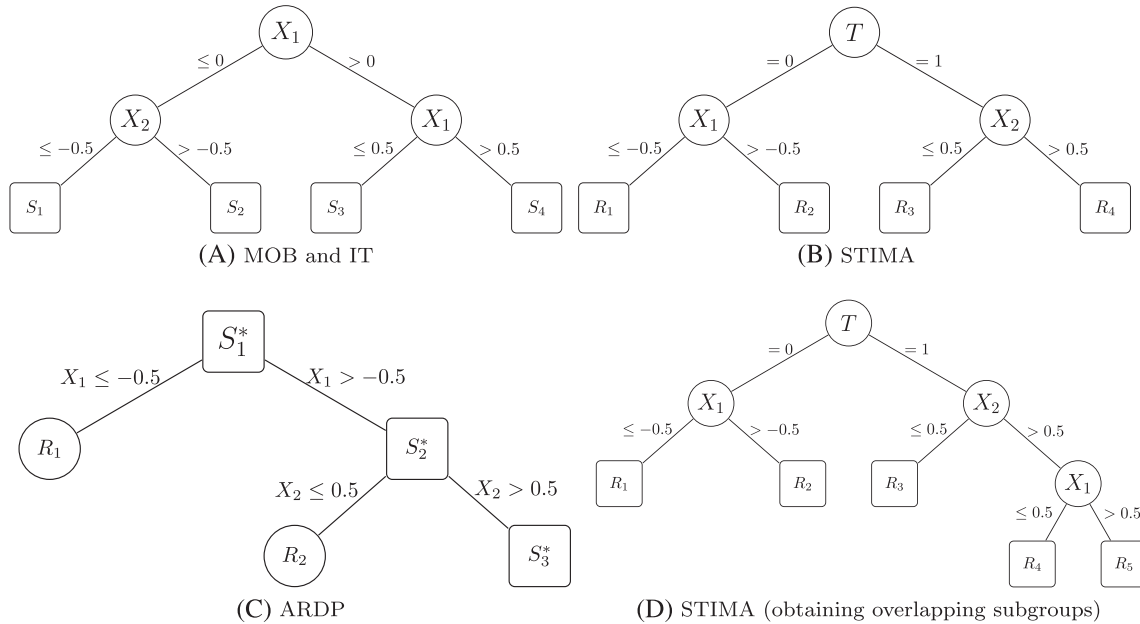 X₁
≤ 0
> 0
X₂
X₁
≤ −0.5
> −0.5
≤ 0.5
> 0.5
S₁
S₂
S₃
S₄
(A) MOB and IT
T
= 0
= 1
X₁
X₂
≤ −0.5
> −0.5
≤ 0.5
> 0.5
R₁
R₂
R₃
R₄
(B) STIMA
S₁*
X₁ ≤ −0.5
X₁ > −0.5
R₁
S₂*
X₂ ≤ 0.5
X₂ > 0.5
R₂
S₃*
(C) ARDP
T
= 0
= 1
X₁
X₂
≤ −0.5
> −0.5
≤ 0.5
> 0.5
R₁
R₂
R₃
X₁
≤ 0.5
> 0.5
R₄
R₅
(D) STIMA (obtaining overlapping subgroups)